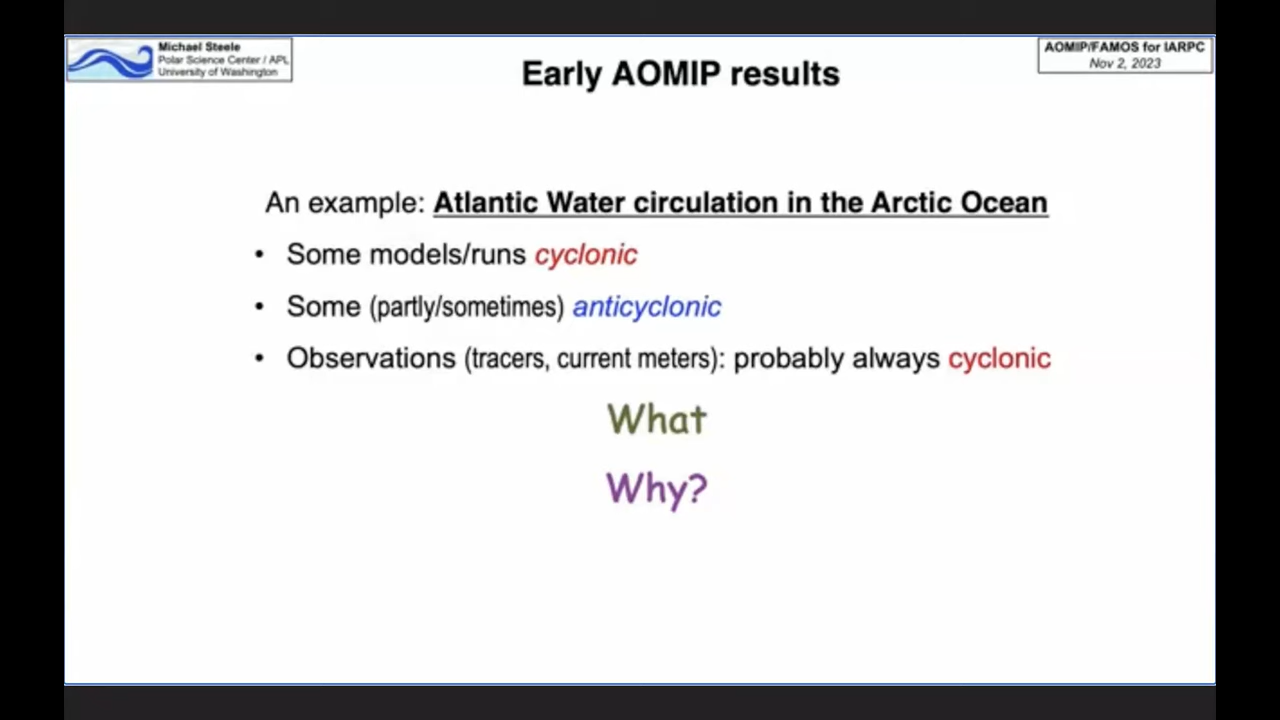 Michael Steele
Polar Science Center / APL
University of Washington
AOMIP/FAMOS for IARPC
Nov 2, 2023
Early AOMIP results
An example: Atlantic Water circulation in the Arctic Ocean
• Some models/runs cyclonic
• Some (partly/sometimes) anticyclonic
• Observations (tracers, current meters): probably always cyclonic
What
Why?